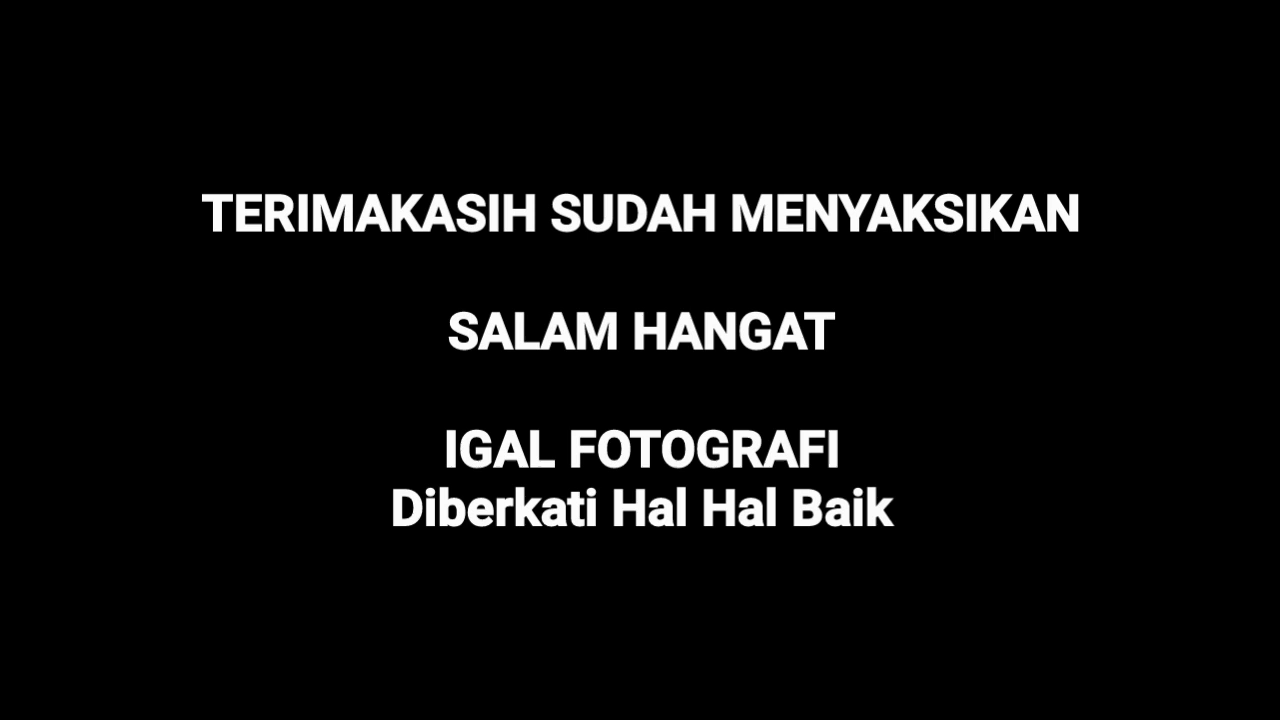 TERIMAKASIH SUDAH MENYAKSIKAN
SALAM HANGAT
IGAL FOTOGRAFI
Diberkati Hal Hal Baik